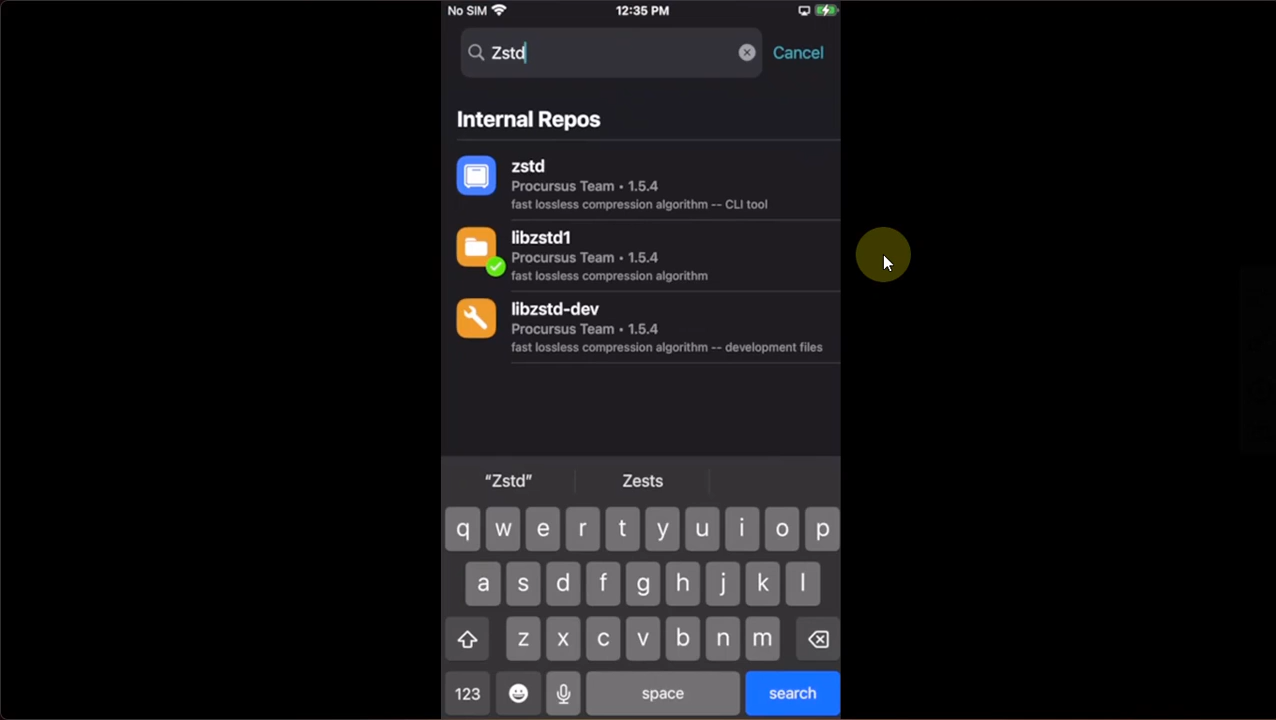 No SIM 12:35 PM
Zstd Cancel
Internal Repos
zstd
Procursus Team • 1.5.4
fast lossless compression algorithm -- CLI tool
libzstd1
Procursus Team • 1.5.4
fast lossless compression algorithm
libzstd-dev
Procursus Team • 1.5.4
fast lossless compression algorithm -- development files
“Zstd” Zests
q w e r t y u i o p
a s d f g h j k l
z x c v b n m
123 space search